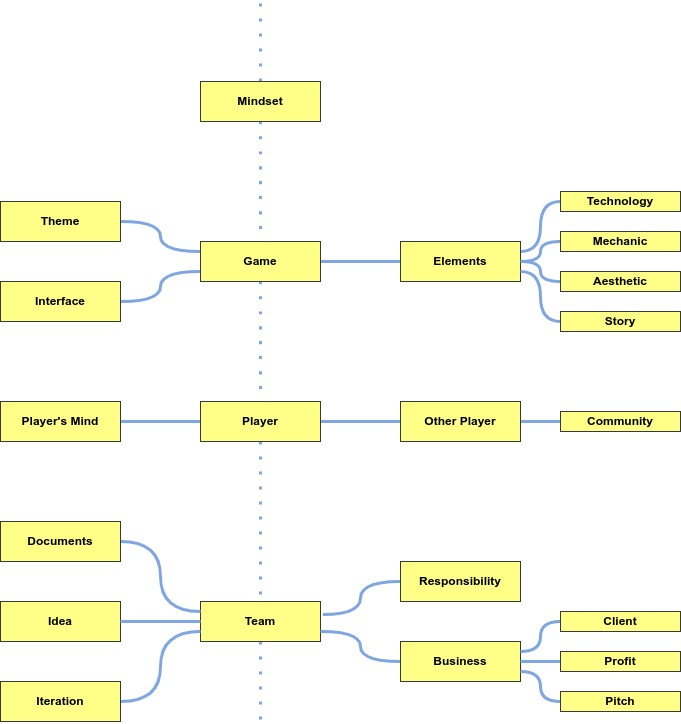 Mindset
Theme
Game
Interface
Elements
Technology
Mechanic
Aesthetic
Story
Player's Mind
Player
Other Player
Community
Documents
Idea
Iteration
Team
Responsibility
Business
Client
Profit
Pitch